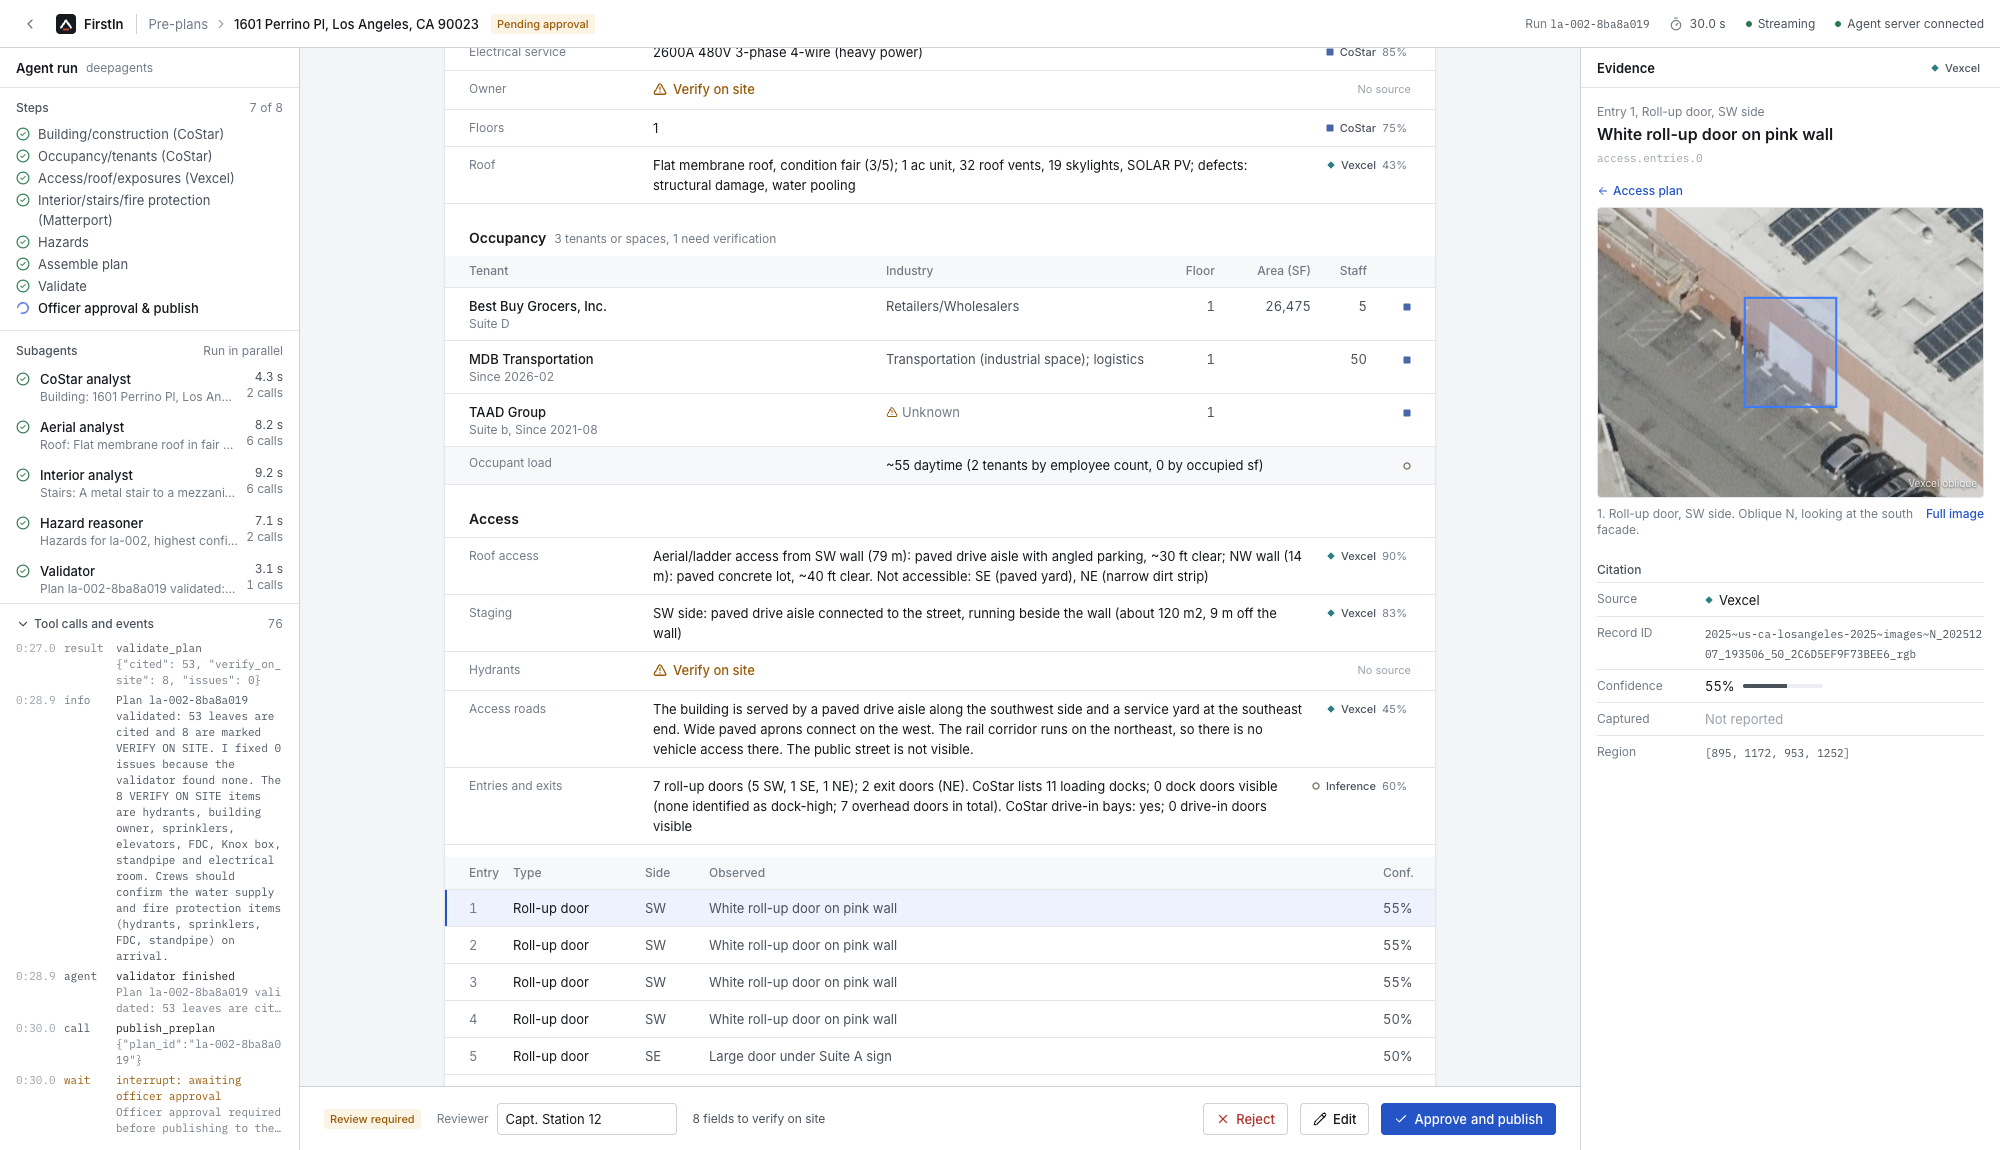 FirstIn
Pre-plans
1601 Perrino Pl, Los Angeles, CA 90023
Pending approval
Run la-002-8ba8a019
30.0 s
Streaming
Agent server connected
Agent run deepagents
Steps 7 of 8
Building/construction (CoStar)
Occupancy/tenants (CoStar)
Access/roof/exposures (Vexcel)
Interior/stairs/fire protection
(Matterport)
Hazards
Assemble plan
Validate
Officer approval & publish
Subagents Run in parallel
CoStar analyst 4.3 s
Building: 1601 Perrino Pl, Los An... 2 calls
Aerial analyst 8.2 s
Roof: Flat membrane roof in fair ... 6 calls
Interior analyst 9.2 s
Stairs: A metal stair to a mezzani... 6 calls
Hazard reasoner 7.1 s
Hazards for la-002, highest confi... 2 calls
Validator 3.1 s
Plan la-002-8ba8a019 validated:... 1 calls
Tool calls and events 76
0:27.0 result validate_plan
{"cited": 53, "verify_on_
site": 8, "issues": 0}
0:28.9 info Plan la-002-8ba8a019
validated: 53 leaves are
cited and 8 are marked
VERIFY ON SITE. I fixed 0
issues because the
validator found none. The
8 VERIFY ON SITE items
are hydrants, building
owner, sprinklers,
elevators, FDC, Knox box,
standpipe and electrical
room. Crews should
confirm the water supply
and fire protection items
(hydrants, sprinklers,
FDC, standpipe) on
arrival.
0:28.9 agent validator finished
Plan la-002-8ba8a019 vali
dated: 53 leaves are cit…
0:30.0 call publish_preplan
{"plan_id":"la-002-8ba8a0
19"}
0:30.0 wait interrupt: awaiting
officer approval
Officer approval required
before publishing to the…
Electrical service 2600A 480V 3-phase 4-wire (heavy power) CoStar 85%
Owner Verify on site No source
Floors 1 CoStar 75%
Roof Flat membrane roof, condition fair (3/5); 1 ac unit, 32 roof vents, 19 skylights, SOLAR PV; defects: Vexcel 43%
structural damage, water pooling
Occupancy 3 tenants or spaces, 1 need verification
Tenant Industry Floor Area (SF) Staff
Best Buy Grocers, Inc. Retailers/Wholesalers 1 26,475 5
Suite D
MDB Transportation Transportation (industrial space); logistics 1 50
Since 2026-02
TAAD Group Unknown 1
Suite b, Since 2021-08
Occupant load ~55 daytime (2 tenants by employee count, 0 by occupied sf)
Access
Roof access Aerial/ladder access from SW wall (79 m): paved drive aisle with angled parking, ~30 ft clear; NW wall (14 Vexcel 90%
m): paved concrete lot, ~40 ft clear. Not accessible: SE (paved yard), NE (narrow dirt strip)
Staging SW side: paved drive aisle connected to the street, running beside the wall (about 120 m2, 9 m off the Vexcel 83%
wall)
Hydrants Verify on site No source
Access roads The building is served by a paved drive aisle along the southwest side and a service yard at the southeast Vexcel 45%
end. Wide paved aprons connect on the west. The rail corridor runs on the northeast, so there is no
vehicle access there. The public street is not visible.
Entries and exits 7 roll-up doors (5 SW, 1 SE, 1 NE); 2 exit doors (NE). CoStar lists 11 loading docks; 0 dock doors visible Inference 60%
(none identified as dock-high; 7 overhead doors in total). CoStar drive-in bays: yes; 0 drive-in doors
visible
Entry Type Side Observed Conf.
1 Roll-up door SW White roll-up door on pink wall 55%
2 Roll-up door SW White roll-up door on pink wall 55%
3 Roll-up door SW White roll-up door on pink wall 55%
4 Roll-up door SW White roll-up door on pink wall 50%
5 Roll-up door SE Large door under Suite A sign 50%
Review required Reviewer Capt. Station 12 8 fields to verify on site Reject Edit Approve and publish
Evidence Vexcel
Entry 1, Roll-up door, SW side
White roll-up door on pink wall
access.entries.0
Access plan
Vexcel oblique
1. Roll-up door, SW side. Oblique N, looking at the south Full image
facade.
Citation
Source Vexcel
Record ID 2025~us-ca-losangeles-2025~images~N_202512
07_193506_50_2C6D5EF9F73BEE6_rgb
Confidence 55%
Captured Not reported
Region [895, 1172, 953, 1252]